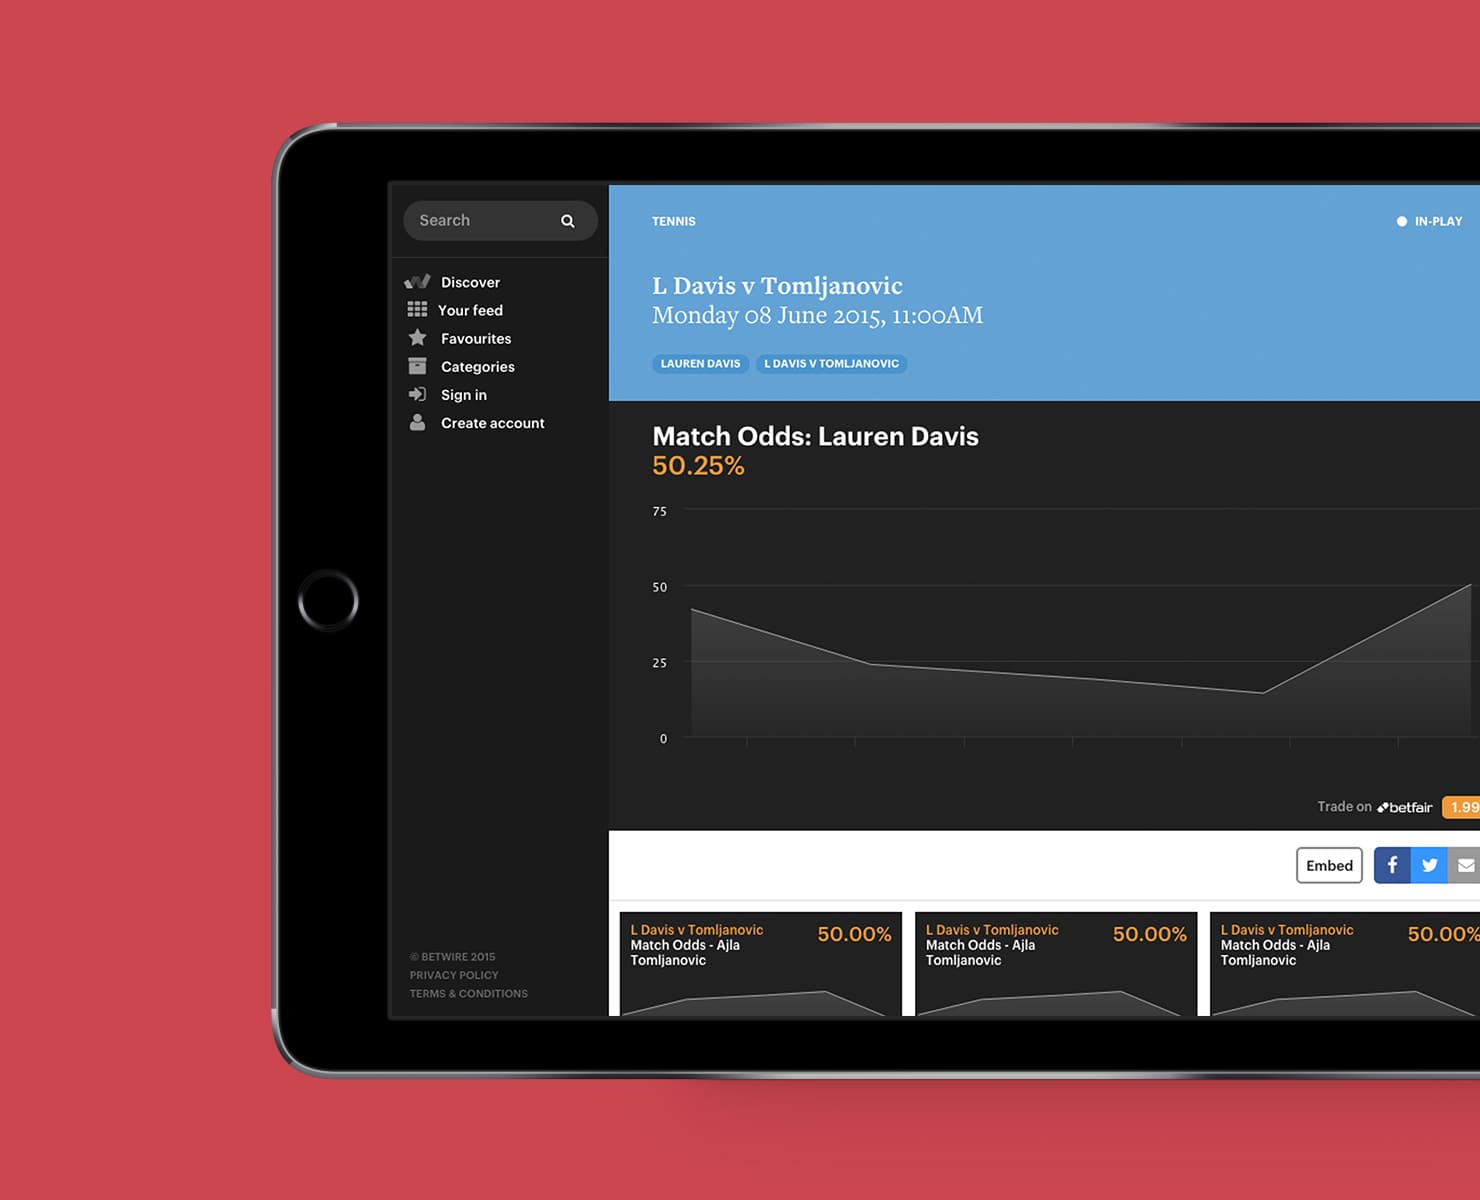 Search
Discover
Your feed
Favourites
Categories
Sign in
Create account
© BETWIRE 2015
PRIVACY POLICY
TERMS & CONDITIONS
TENNIS
IN-PLAY
L Davis v Tomljanovic
Monday 08 June 2015, 11:00AM
LAUREN DAVIS
L DAVIS V TOMLJANOVIC
Match Odds: Lauren Davis
50.25%
75
50
25
0
Trade on betfair 1.99
Embed
L Davis v Tomljanovic 50.00%
Match Odds - Ajla
Tomljanovic
L Davis v Tomljanovic 50.00%
Match Odds - Ajla
Tomljanovic
L Davis v Tomljanovic 50.00%
Match Odds - Ajla
Tomljanovic